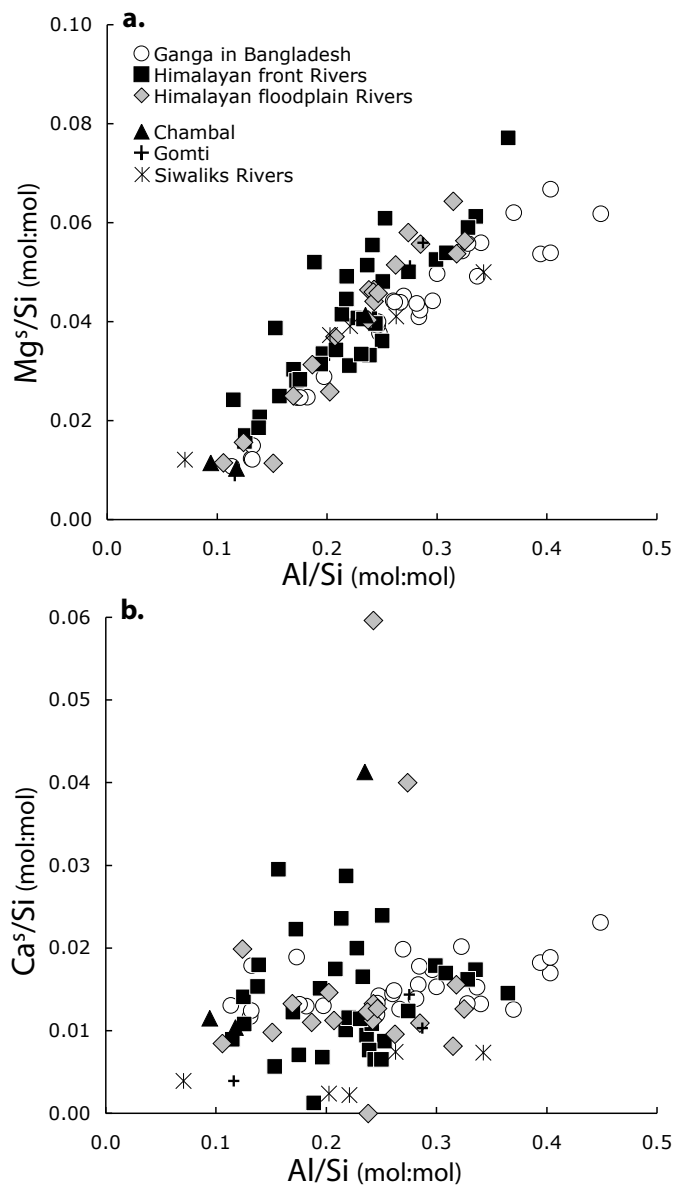 a.
0.10
Ganga in Bangladesh
Himalayan front Rivers
Himalayan floodplain Rivers
Chambal
Gomti
Siwaliks Rivers
0.08
0.06
0.04
0.02
0.00
Mgˢ/Si (mol:mol)
0.0 0.1 0.2 0.3 0.4 0.5
Al/Si (mol:mol)
b.
0.06
0.05
0.04
0.03
0.02
0.01
0.00
Caˢ/Si (mol:mol)
0.0 0.1 0.2 0.3 0.4 0.5
Al/Si (mol:mol)